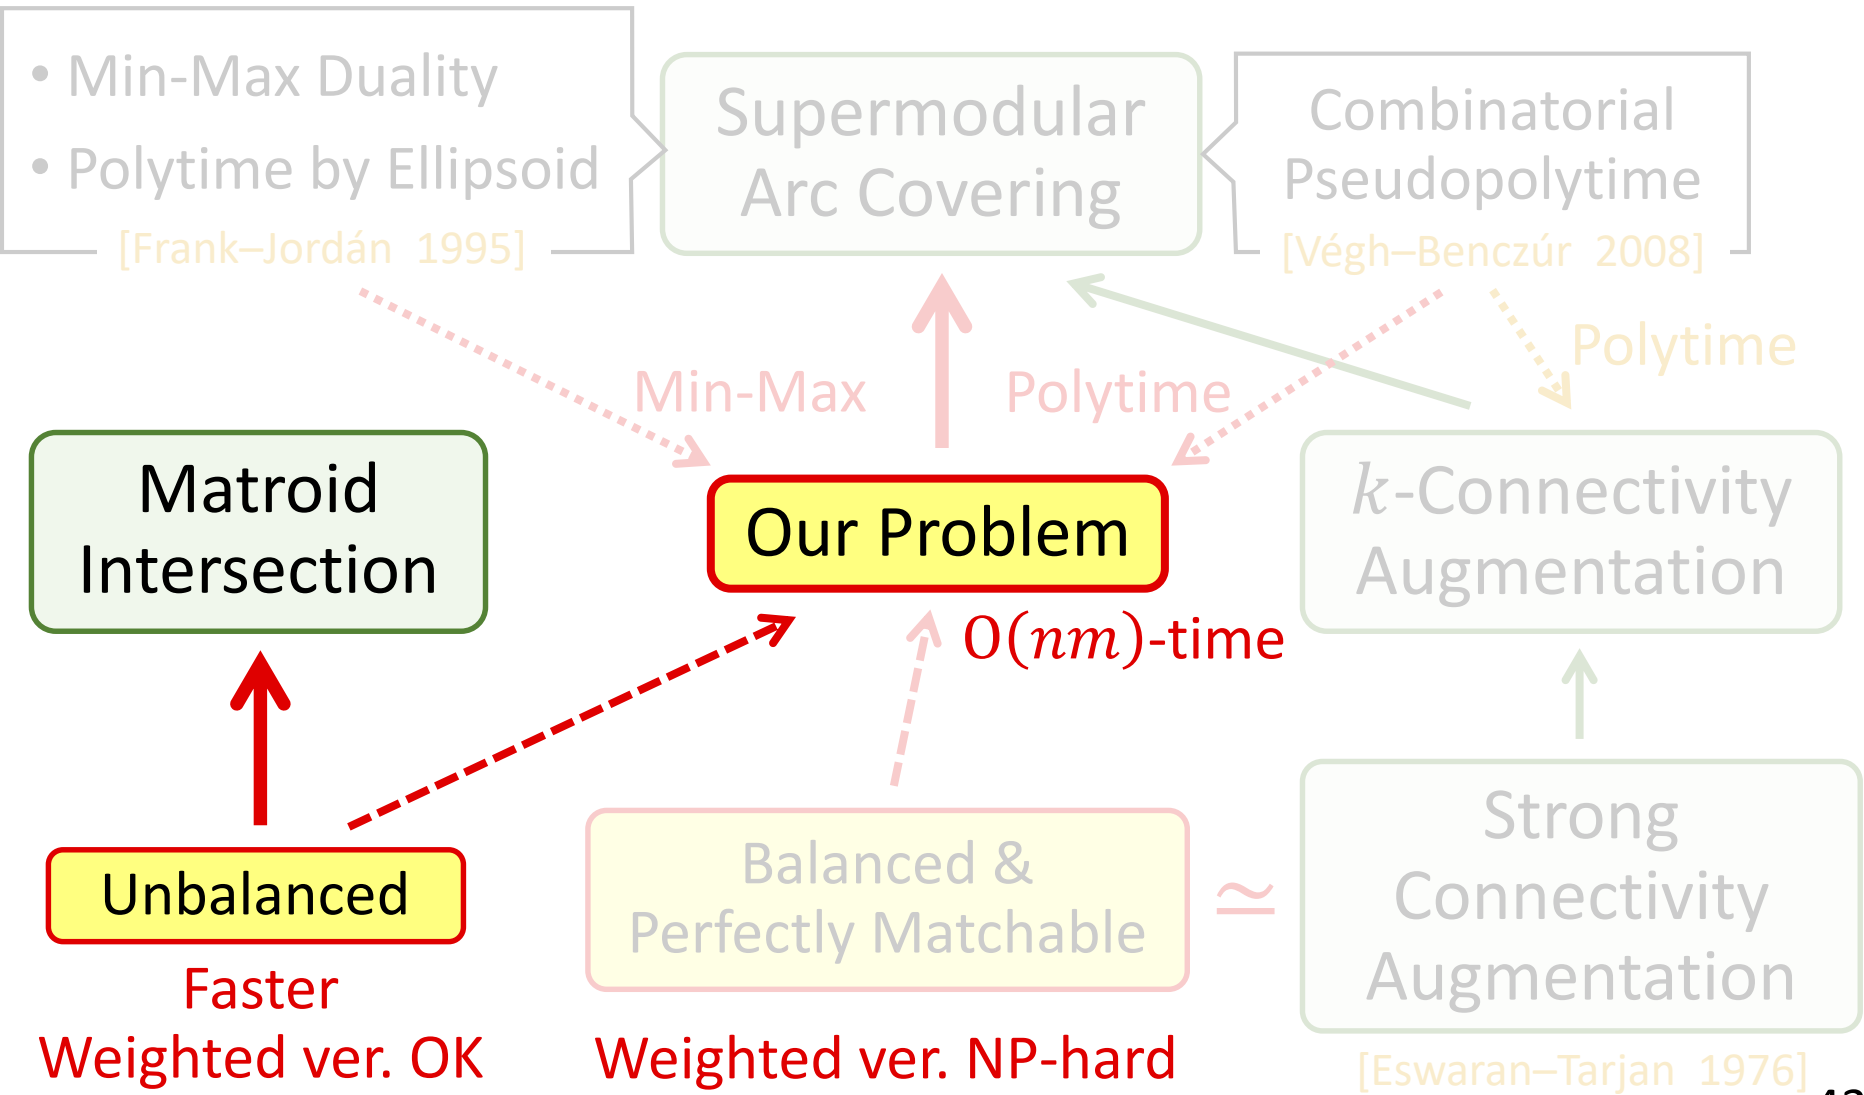 • Min-Max Duality
• Polytime by Ellipsoid
[Frank–Jordán 1995]
Supermodular
Arc Covering
Combinatorial
Pseudopolytime
[Végh–Benczúr 2008]
Min-Max
Polytime
Polytime
Matroid
Intersection
Our Problem
O(nm)-time
k-Connectivity
Augmentation
Unbalanced
Faster
Weighted ver. OK
Balanced &
Perfectly Matchable
Weighted ver. NP-hard
≃
Strong
Connectivity
Augmentation
[Eswaran–Tarjan 1976]